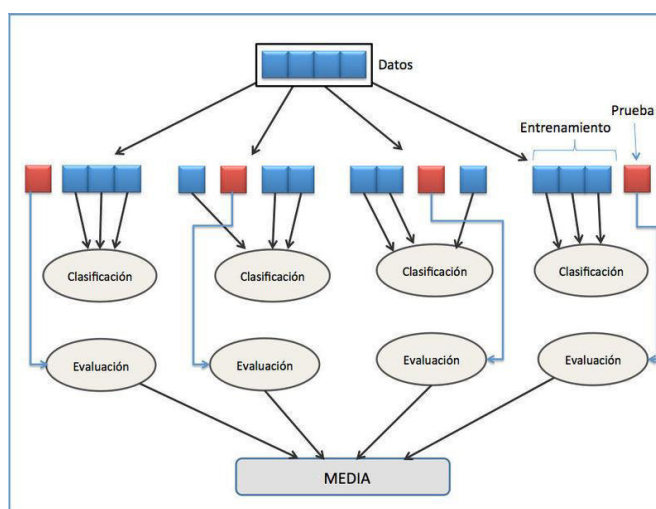 Datos
Prueba
Entrenamiento
Clasificación
Clasificación
Clasificación
Clasificación
Evaluación
Evaluación
Evaluación
Evaluación
MEDIA